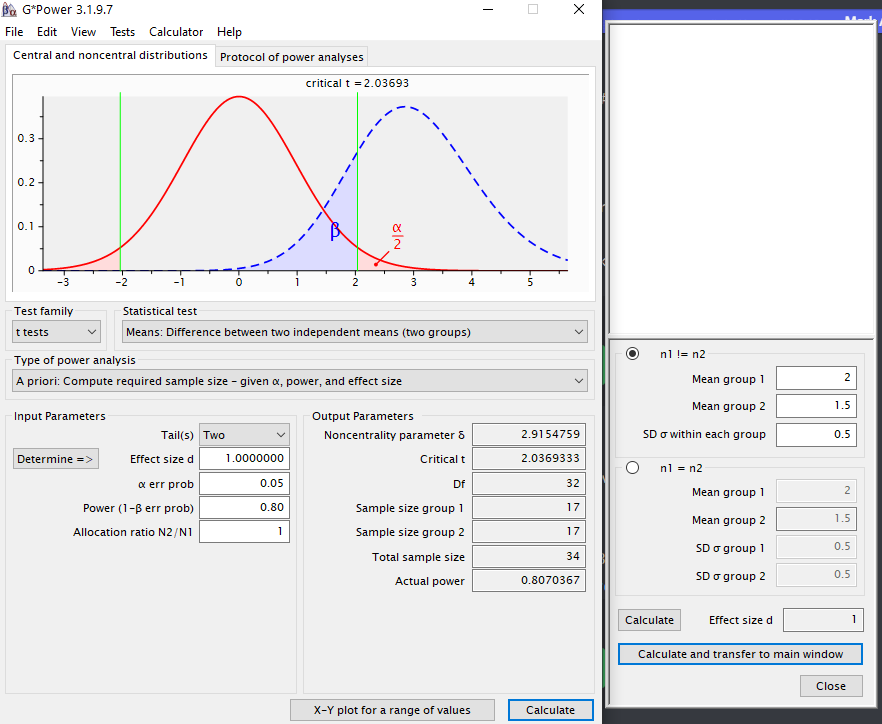 G*Power 3.1.9.7
File Edit View Tests Calculator Help
Central and noncentral distributions
Protocol of power analyses
critical t = 2.03693
0.3
0.2
0.1
0
β
α
2
-3 -2 -1 0 1 2 3 4 5
Test family
t tests
Statistical test
Means: Difference between two independent means (two groups)
Type of power analysis
A priori: Compute required sample size - given α, power, and effect size
Input Parameters
Tail(s) Two
Determine =>
Effect size d 1.0000000
α err prob 0.05
Power (1-β err prob) 0.80
Allocation ratio N2/N1 1
Output Parameters
Noncentrality parameter δ 2.9154759
Critical t 2.0369333
Df 32
Sample size group 1 17
Sample size group 2 17
Total sample size 34
Actual power 0.8070367
X-Y plot for a range of values
Calculate
n1 != n2
Mean group 1 2
Mean group 2 1.5
SD σ within each group 0.5
n1 = n2
Mean group 1 2
Mean group 2 1.5
SD σ group 1 0.5
SD σ group 2 0.5
Calculate
Effect size d 1
Calculate and transfer to main window
Close